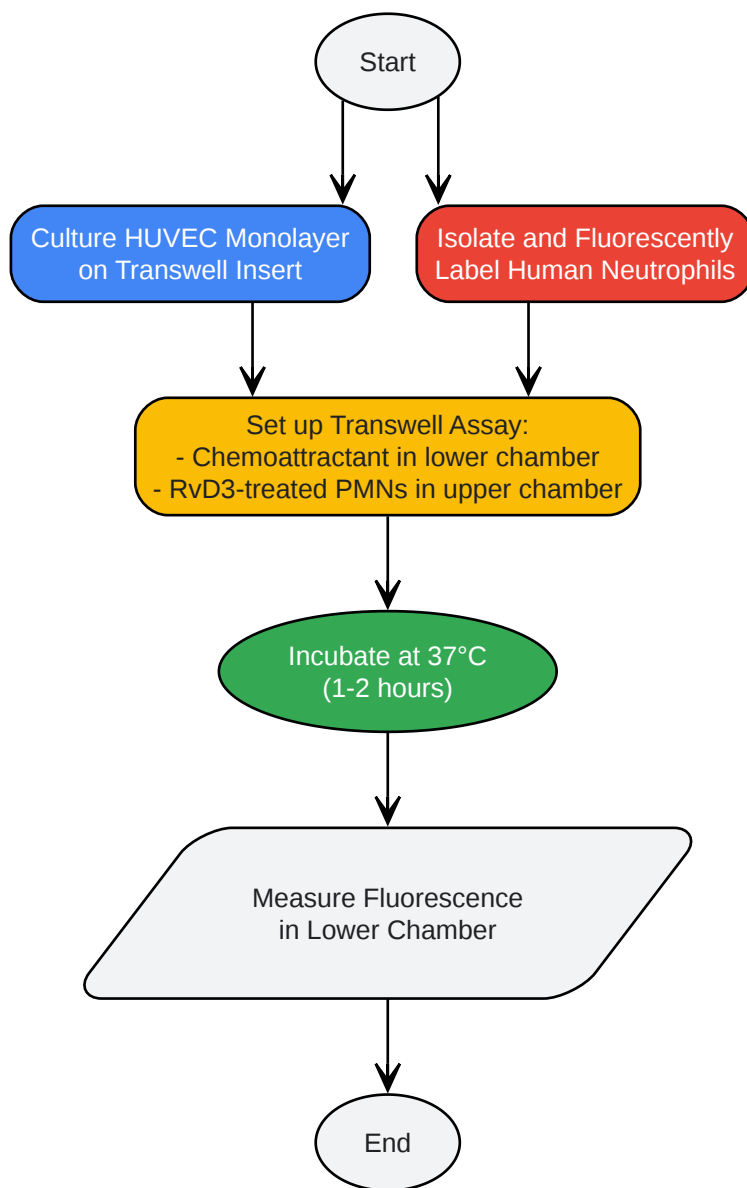 Start
Culture HUVEC Monolayer
on Transwell Insert
Isolate and Fluorescently
Label Human Neutrophils
Set up Transwell Assay:
- Chemoattractant in lower chamber
- RvD3-treated PMNs in upper chamber
Incubate at 37°C
(1-2 hours)
Measure Fluorescence
in Lower Chamber
End